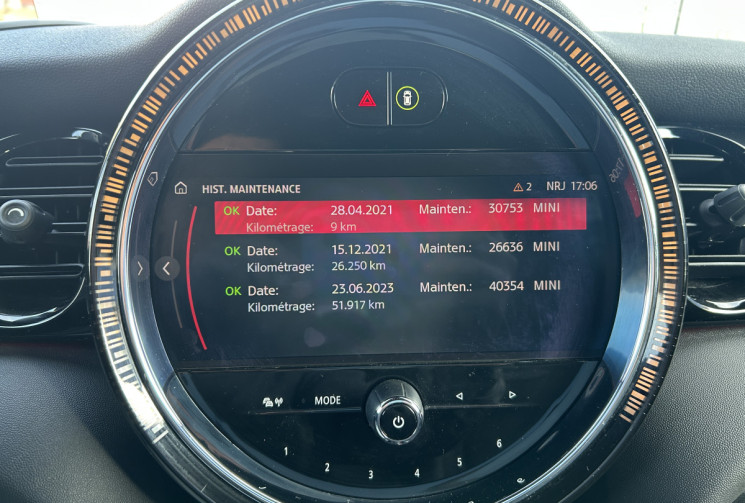 HIST. MAINTENANCE 2 NRJ 17:06
OK Date: 28.04.2021 Mainten.: 30753 MINI
Kilométrage: 9 km
OK Date: 15.12.2021 Mainten.: 26636 MINI
Kilométrage: 26.250 km
OK Date: 23.06.2023 Mainten.: 40354 MINI
Kilométrage: 51.917 km
MODE
1 2 3 4 5 6